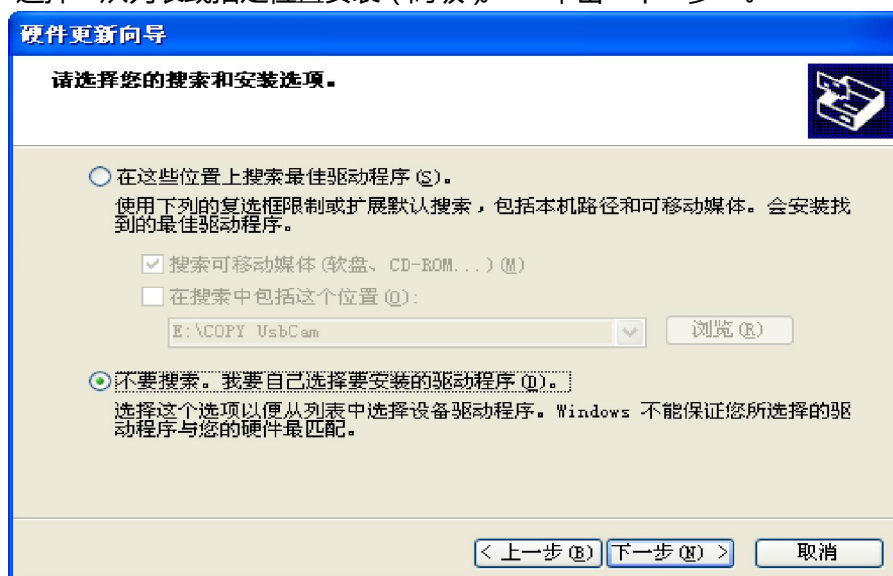 硬件更新向导
请选择您的搜索和安装选项。
在这些位置上搜索最佳驱动程序(S)。
使用下列的复选框限制或扩展默认搜索，包括本机路径和可移动媒体。会安装找
到的最佳驱动程序。
搜索可移动媒体(软盘、CD-ROM...)(M)
在搜索中包括这个位置(O):
E:\COPY UsbCam
浏览(R)
不要搜索。我要自己选择要安装的驱动程序(D)。
选择这个选项以便从列表中选择设备驱动程序。Windows 不能保证您所选择的驱
动程序与您的硬件最匹配。
< 上一步(B) 下一步(N) > 取消